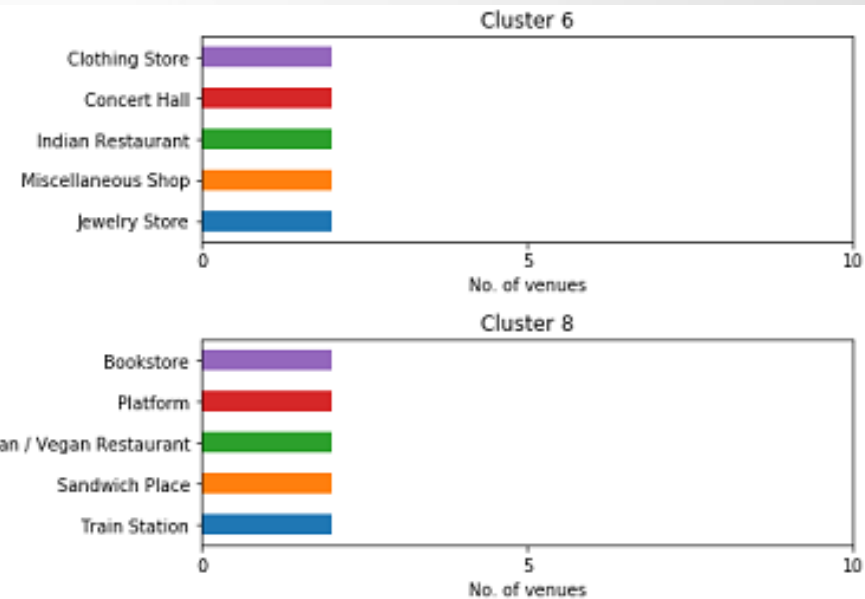 Cluster 6
Clothing Store
Concert Hall
Indian Restaurant
Miscellaneous Shop
Jewelry Store
0 5 10
No. of venues
Cluster 8
Bookstore
Platform
an / Vegan Restaurant
Sandwich Place
Train Station
0 5 10
No. of venues